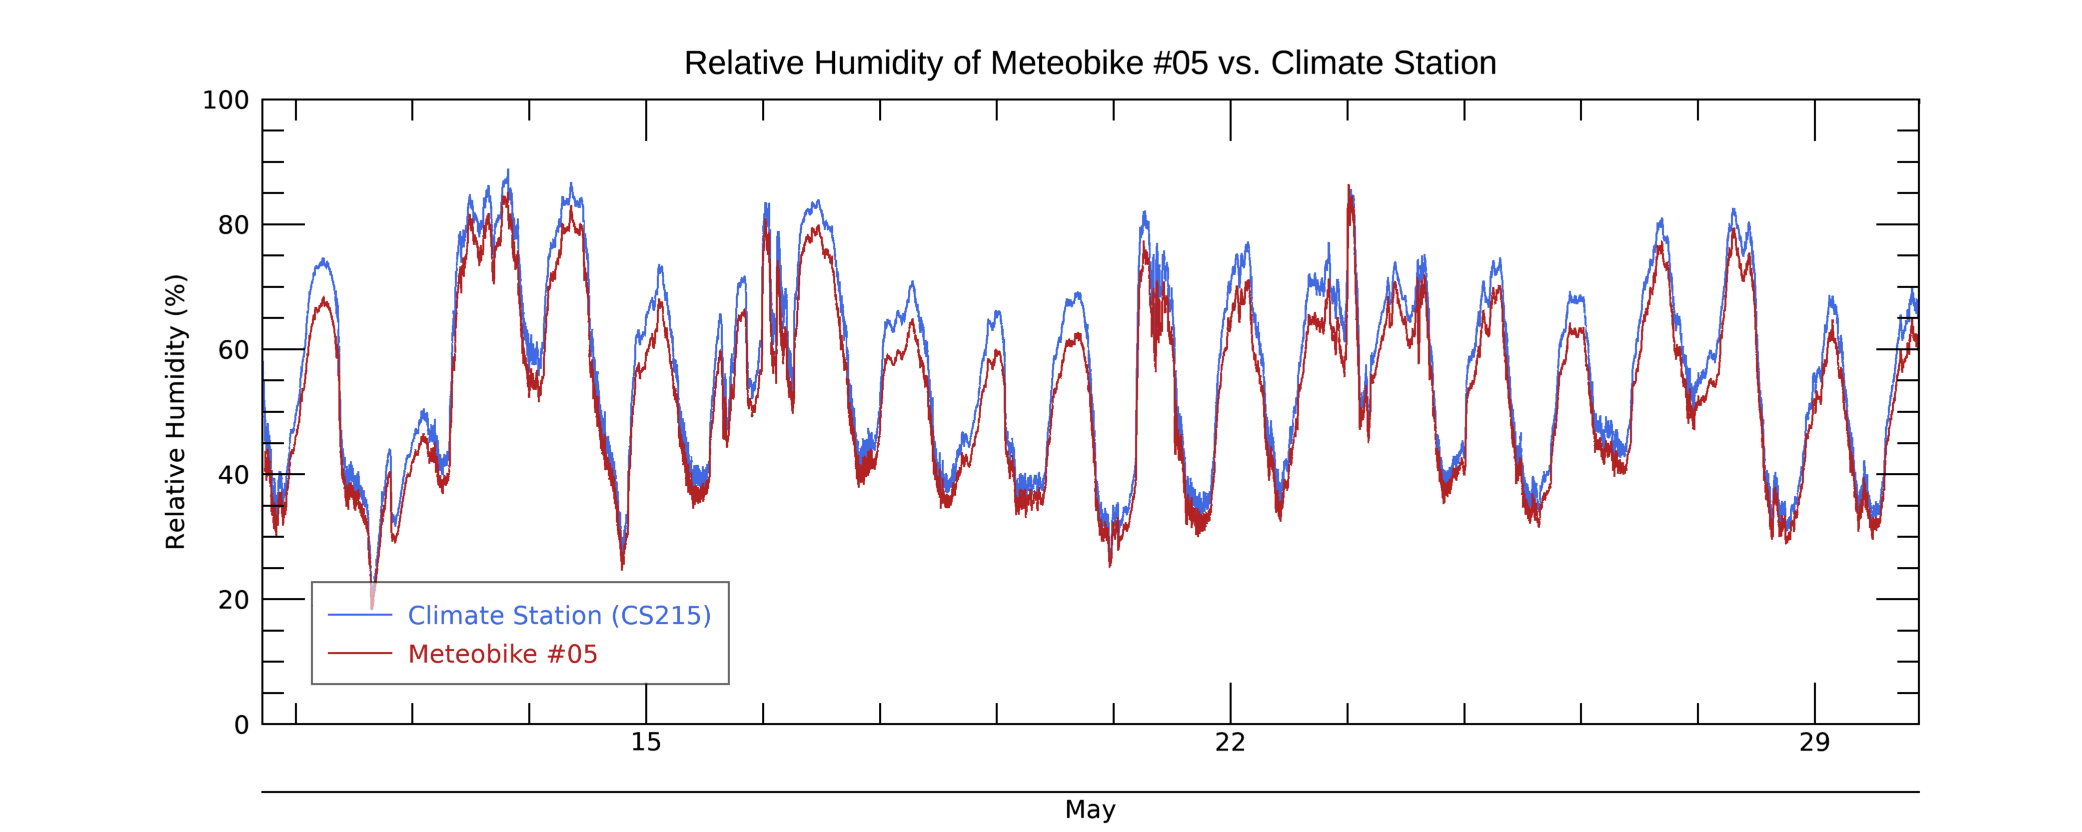 Relative Humidity of Meteobike #05 vs. Climate Station
Relative Humidity (%)
100
80
60
40
20
0
Climate Station (CS215)
Meteobike #05
15
22
29
May